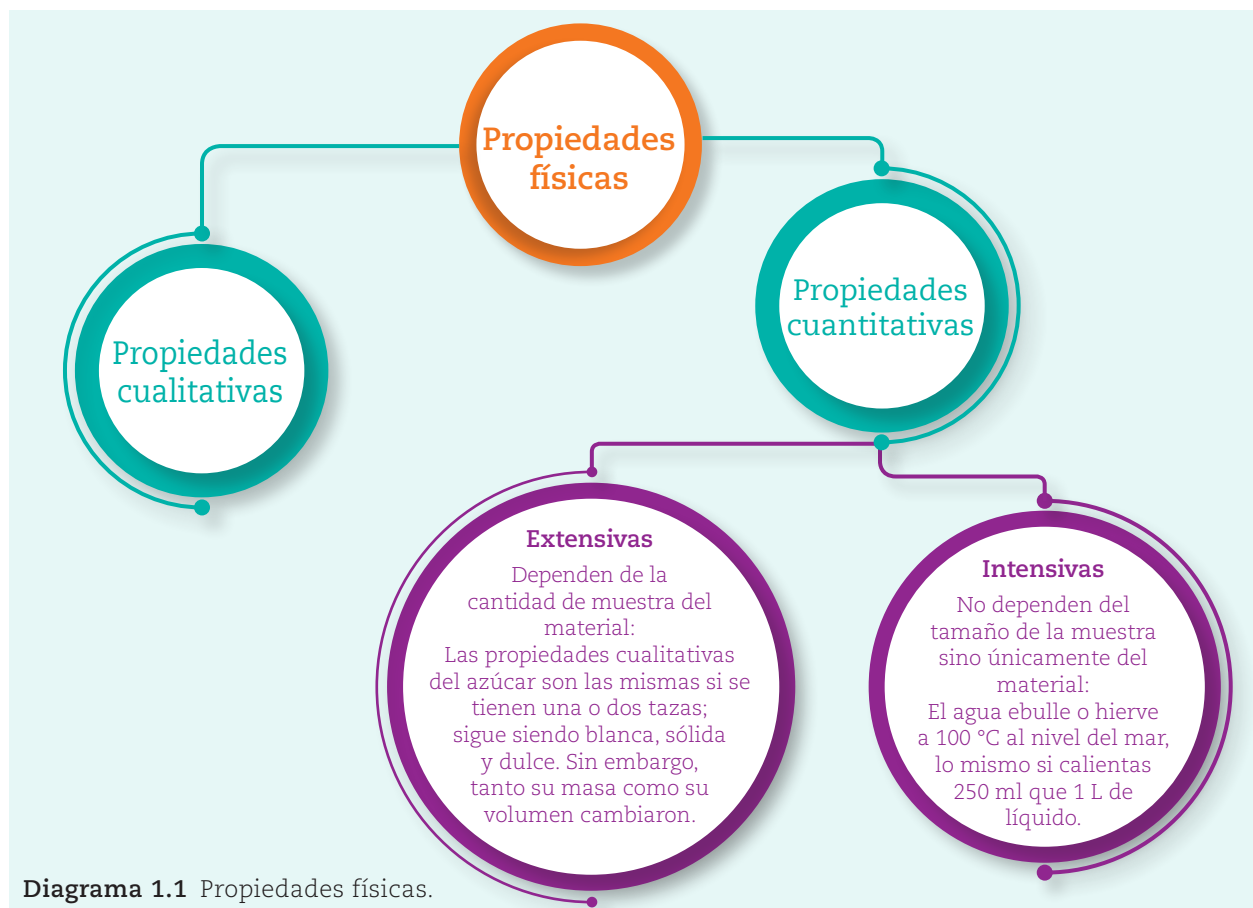 Propiedades
físicas
Propiedades
cualitativas
Propiedades
cuantitativas
Extensivas
Dependen de la
cantidad de muestra del
material:
Las propiedades cualitativas
del azúcar son las mismas si se
tienen una o dos tazas;
sigue siendo blanca, sólida
y dulce. Sin embargo,
tanto su masa como su
volumen cambiaron.
Intensivas
No dependen del
tamaño de la muestra
sino únicamente del
material:
El agua ebulle o hierve
a 100 °C al nivel del mar,
lo mismo si calientas
250 ml que 1 L de
líquido.
Diagrama 1.1 Propiedades físicas.